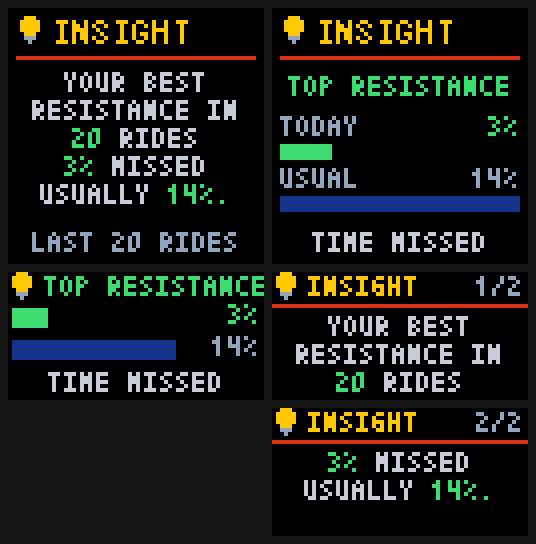 INSIGHT
YOUR BEST
RESISTANCE IN
20 RIDES
3% MISSED
USUALLY 14%.
LAST 20 RIDES
INSIGHT
TOP RESISTANCE
TODAY 3%
USUAL 14%
TIME MISSED
TOP RESISTANCE
3%
14%
TIME MISSED
INSIGHT 1/2
YOUR BEST
RESISTANCE IN
20 RIDES
INSIGHT 2/2
3% MISSED
USUALLY 14%.